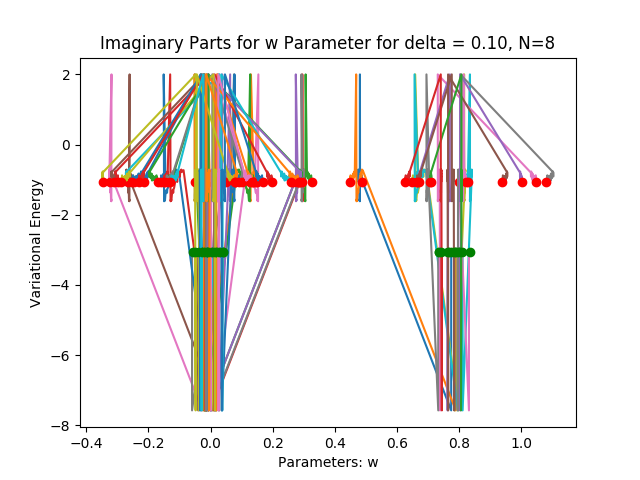 Imaginary Parts for w Parameter for delta = 0.10, N=8
2
0
−2
−4
−6
−8
Variational Energy
−0.4 −0.2 0.0 0.2 0.4 0.6 0.8 1.0
Parameters: w